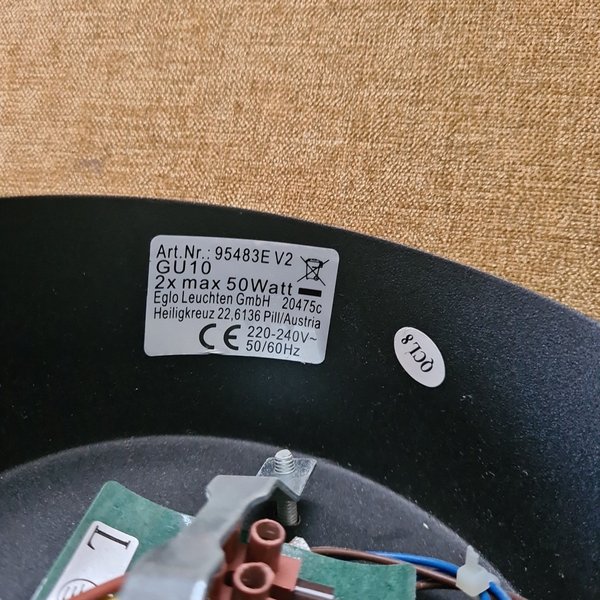 Art.Nr.: 95483E V2
GU10
2x max 50Watt
Eglo Leuchten GmbH 20475c
Heiligkreuz 22,6136 Pill/Austria
CE 220-240V~
50/60Hz
QCL8
L